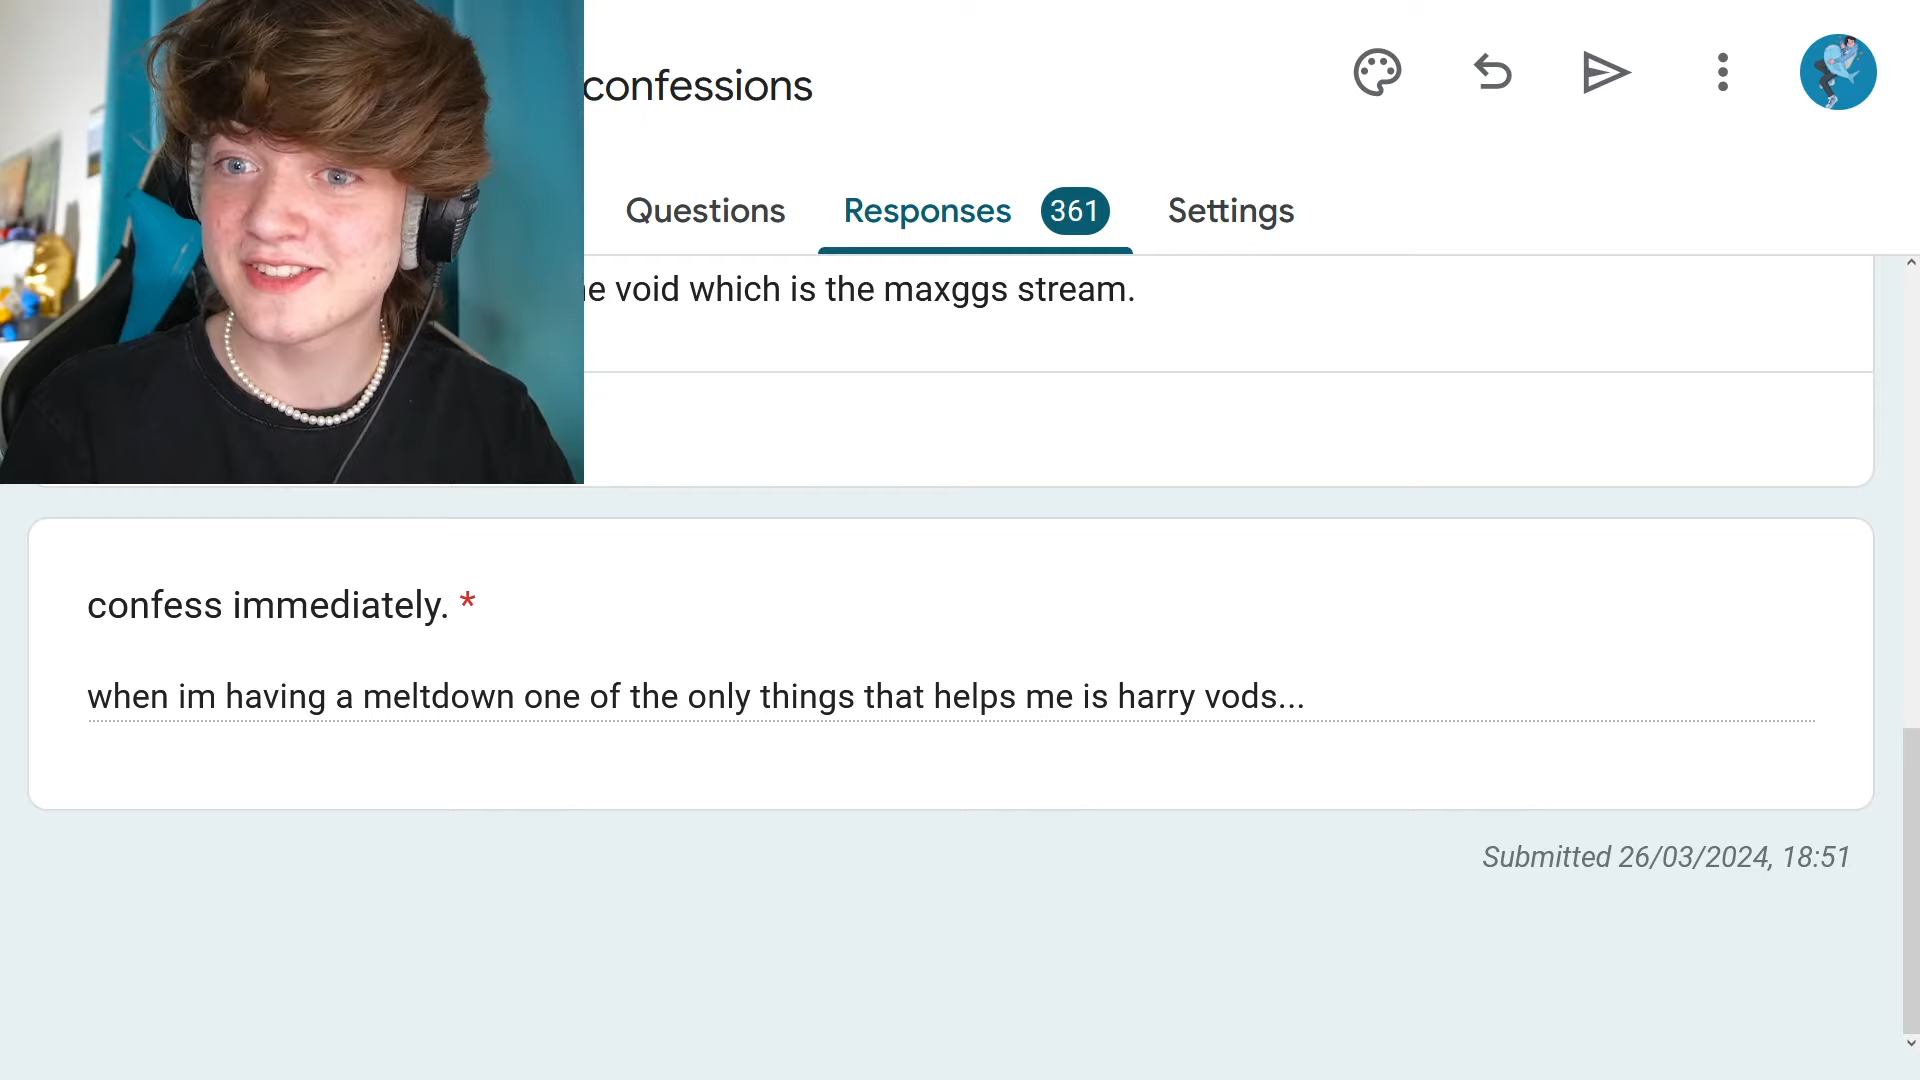 confessions
Questions Responses 361 Settings
void which is the maxggs stream.
confess immediately. *
when im having a meltdown one of the only things that helps me is harry vods...
Submitted 26/03/2024, 18:51